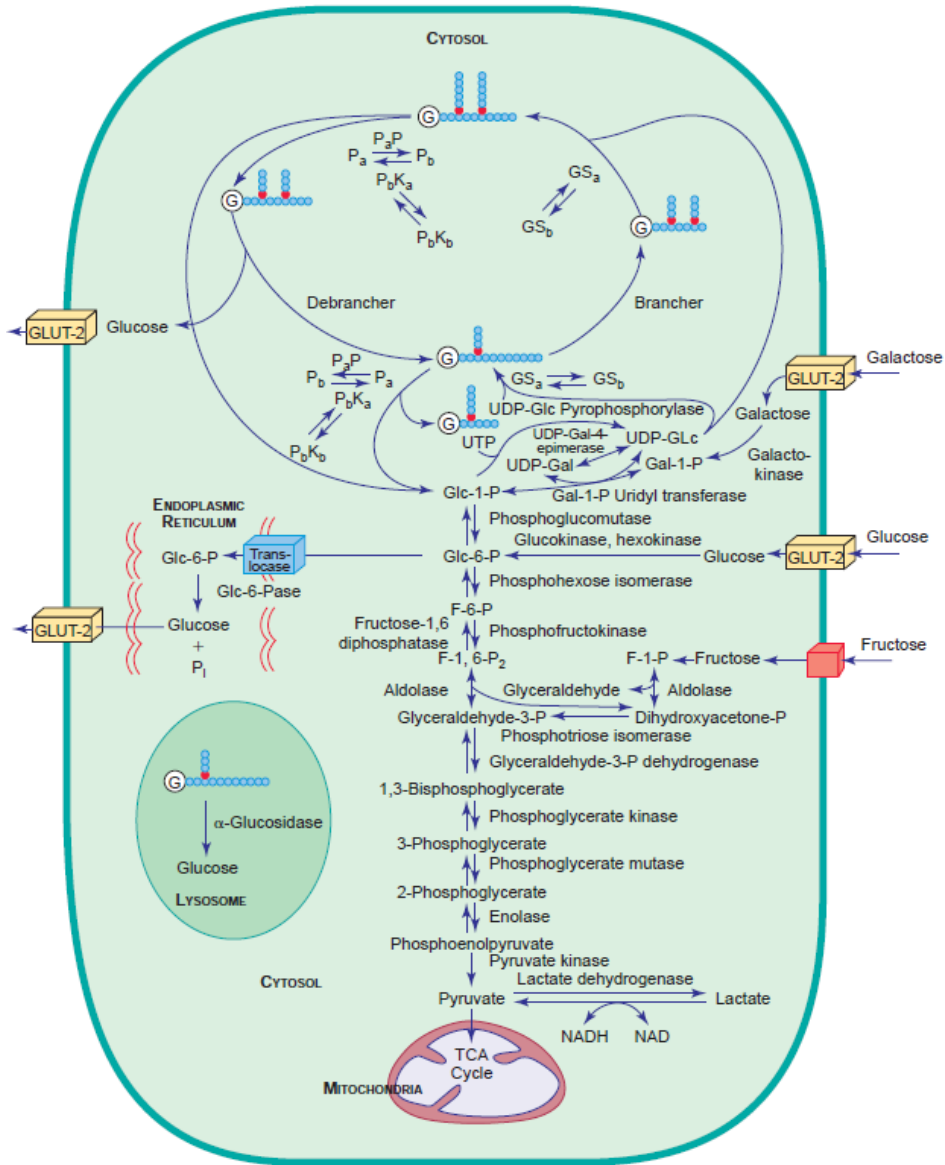 CYTOSOL
G
PaP
Pa Pb
PbKa
PbKb
GSa
GSb
G
G
Debrancher
Brancher
GLUT-2 Glucose
G
PaP
Pb Pa
PbKa
PbKb
GSa GSb
G
UTP
UDP-Glc Pyrophosphorylase
UDP-Gal-4-
epimerase
UDP-GLc
UDP-Gal
Gal-1-P
GLUT-2
Galactose
Galactose
Galacto-
kinase
Glc-1-P
Gal-1-P Uridyl transferase
Phosphoglucomutase
ENDOPLASMIC
RETICULUM
Glc-6-P
Trans-
locase
Glc-6-P
Glucokinase, hexokinase
Glucose
GLUT-2
Glucose
Glc-6-Pase
Phosphohexose isomerase
GLUT-2
Glucose
+
PI
F-6-P
Fructose-1,6
diphosphatase
Phosphofructokinase
F-1, 6-P2
F-1-P
Fructose
Fructose
Aldolase
Glyceraldehyde
Aldolase
Glyceraldehyde-3-P
Dihydroxyacetone-P
Phosphotriose isomerase
Glyceraldehyde-3-P dehydrogenase
1,3-Bisphosphoglycerate
Phosphoglycerate kinase
3-Phosphoglycerate
Phosphoglycerate mutase
2-Phosphoglycerate
Enolase
Phosphoenolpyruvate
Pyruvate kinase
G
α-Glucosidase
Glucose
LYSOSOME
CYTOSOL
Lactate dehydrogenase
Pyruvate
Lactate
NADH NAD
TCA
Cycle
MITOCHONDRIA